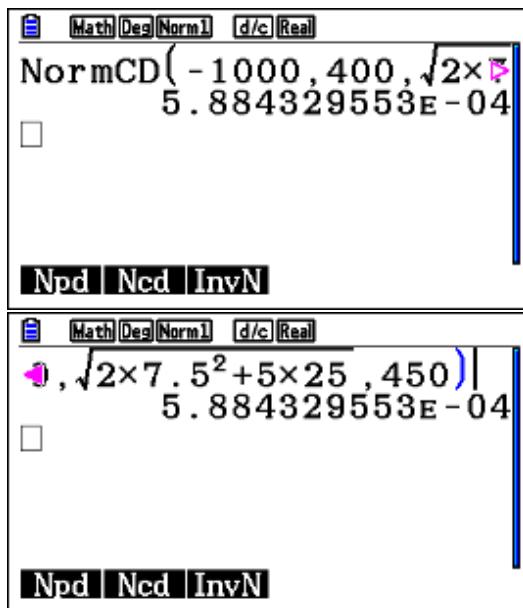 Math Deg Norm1 d/c Real
NormCD(-1000,400,√2×
5.884329553E-04
Npd Ncd InvN
Math Deg Norm1 d/c Real
,√2×7.5²+5×25,450)
5.884329553E-04
Npd Ncd InvN